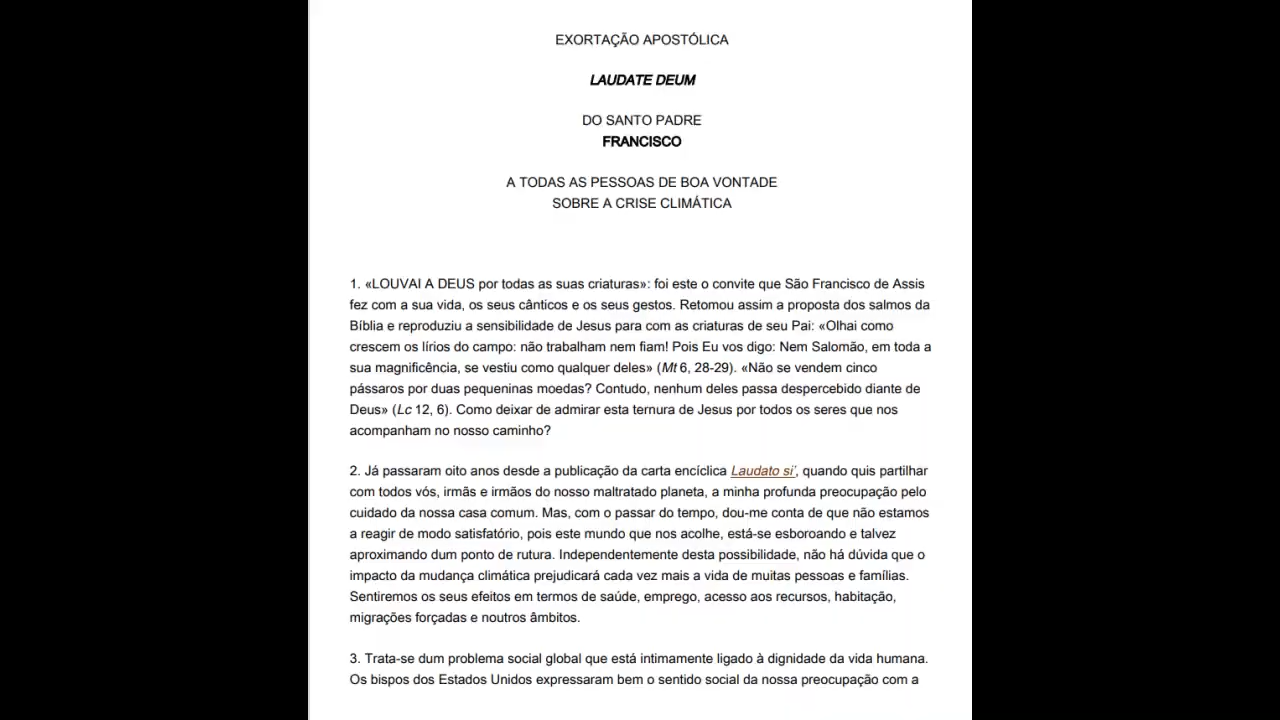 EXORTAÇÃO APOSTÓLICA
LAUDATE DEUM
DO SANTO PADRE
FRANCISCO
A TODAS AS PESSOAS DE BOA VONTADE
SOBRE A CRISE CLIMÁTICA
1. «LOUVAI A DEUS por todas as suas criaturas»: foi este o convite que São Francisco de Assis
fez com a sua vida, os seus cânticos e os seus gestos. Retomou assim a proposta dos salmos da
Bíblia e reproduziu a sensibilidade de Jesus para com as criaturas de seu Pai: «Olhai como
crescem os lírios do campo: não trabalham nem fiam! Pois Eu vos digo: Nem Salomão, em toda a
sua magnificência, se vestiu como qualquer deles» (Mt 6, 28-29). «Não se vendem cinco
pássaros por duas pequeninas moedas? Contudo, nenhum deles passa despercebido diante de
Deus» (Lc 12, 6). Como deixar de admirar esta ternura de Jesus por todos os seres que nos
acompanham no nosso caminho?
2. Já passaram oito anos desde a publicação da carta encíclica Laudato si’, quando quis partilhar
com todos vós, irmãs e irmãos do nosso maltratado planeta, a minha profunda preocupação pelo
cuidado da nossa casa comum. Mas, com o passar do tempo, dou-me conta de que não estamos
a reagir de modo satisfatório, pois este mundo que nos acolhe, está-se esboroando e talvez
aproximando dum ponto de rutura. Independentemente desta possibilidade, não há dúvida que o
impacto da mudança climática prejudicará cada vez mais a vida de muitas pessoas e famílias.
Sentiremos os seus efeitos em termos de saúde, emprego, acesso aos recursos, habitação,
migrações forçadas e noutros âmbitos.
3. Trata-se dum problema social global que está intimamente ligado à dignidade da vida humana.
Os bispos dos Estados Unidos expressaram bem o sentido social da nossa preocupação com a